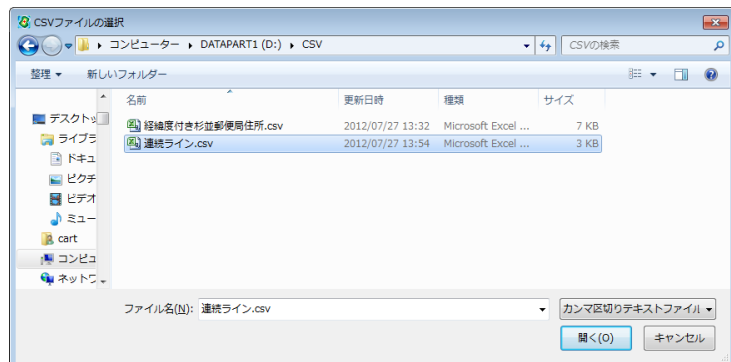 CSVファイルの選択
コンピューター ▸ DATAPART1 (D:) ▸ CSV
CSVの検索
整理 新しいフォルダー
名前 更新日時 種類 サイズ
経緯度付き杉並郵便局住所.csv 2012/07/27 13:32 Microsoft Excel ... 7 KB
連続ライン.csv 2012/07/27 13:54 Microsoft Excel ... 3 KB
デスクトッ
ライブラ
ドキュ
ピクチ
ビデオ
ミュー
cart
コンピュ
ネットワ
ファイル名(N): 連続ライン.csv
カンマ区切りテキストファイル
開く(O) キャンセル